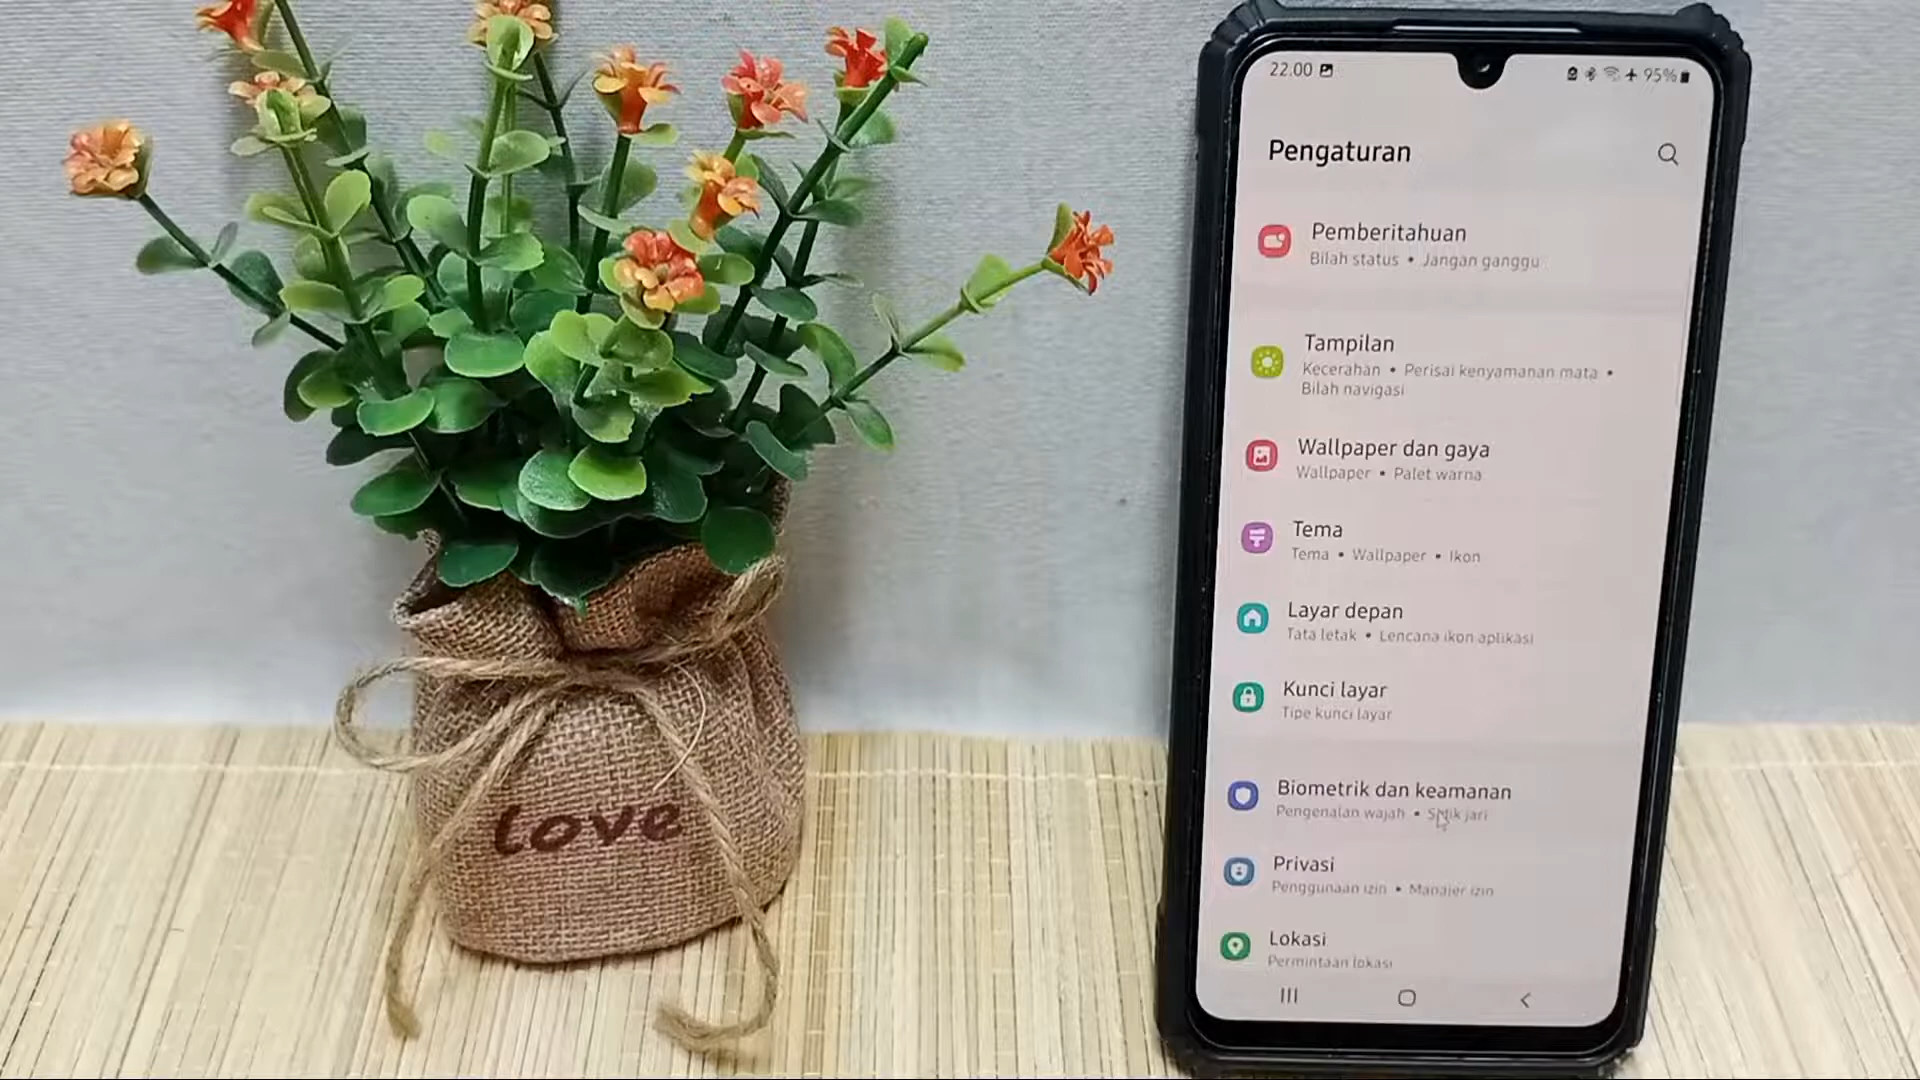 love
22.00
95%
Pengaturan
Pemberitahuan
Bilah status • Jangan ganggu
Tampilan
Kecerahan • Perisai kenyamanan mata •
Bilah navigasi
Wallpaper dan gaya
Wallpaper • Palet warna
Tema
Tema • Wallpaper • Ikon
Layar depan
Tata letak • Lencana ikon aplikasi
Kunci layar
Tipe kunci layar
Biometrik dan keamanan
Pengenalan wajah • Sidik jari
Privasi
Penggunaan izin • Manajer izin
Lokasi
Permintaan lokasi